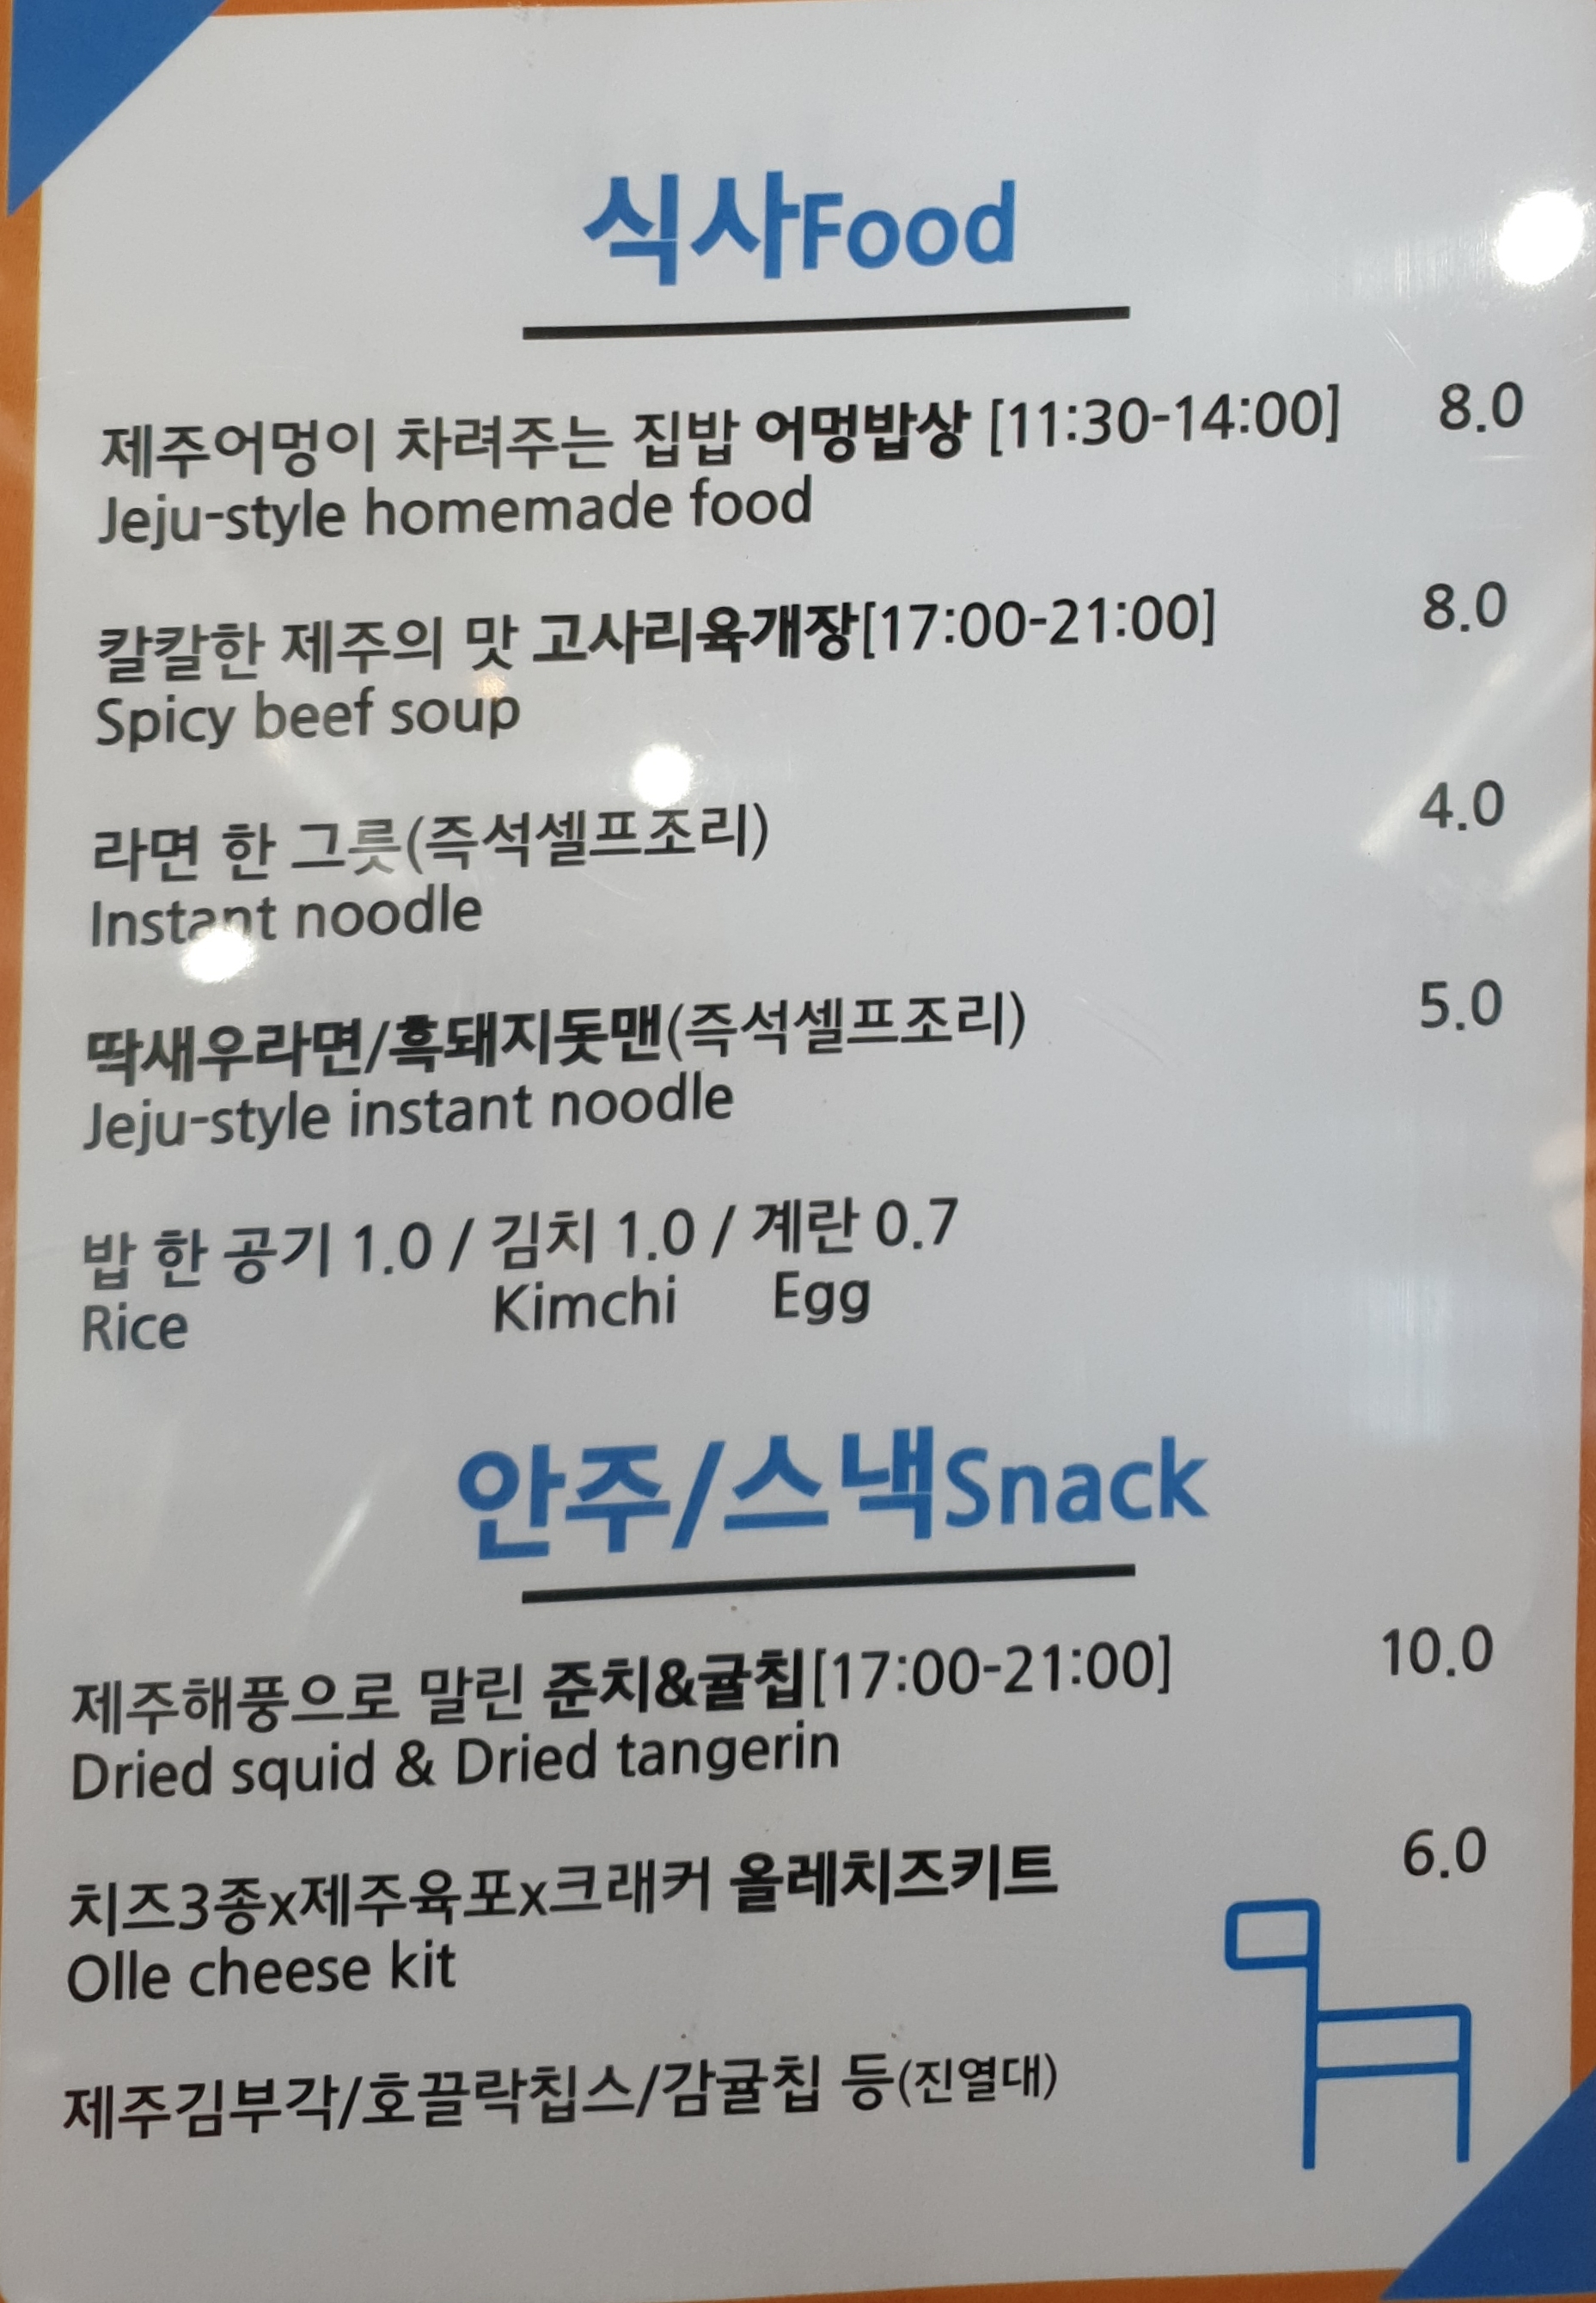 식사Food
제주어멍이 차려주는 집밥 어멍밥상 [11:30-14:00] 8.0
Jeju-style homemade food
칼칼한 제주의 맛 고사리육개장[17:00-21:00] 8.0
Spicy beef soup
라면 한 그릇(즉석셀프조리) 4.0
Instant noodle
딱새우라면/흑돼지돗맨(즉석셀프조리) 5.0
Jeju-style instant noodle
밥 한 공기 1.0 / 김치 1.0 / 계란 0.7
Rice Kimchi Egg
안주/스낵Snack
제주해풍으로 말린 준치&귤칩[17:00-21:00] 10.0
Dried squid & Dried tangerin
치즈3종x제주육포x크래커 올레치즈키트 6.0
Olle cheese kit
제주김부각/호끌락칩스/감귤칩 등(진열대)